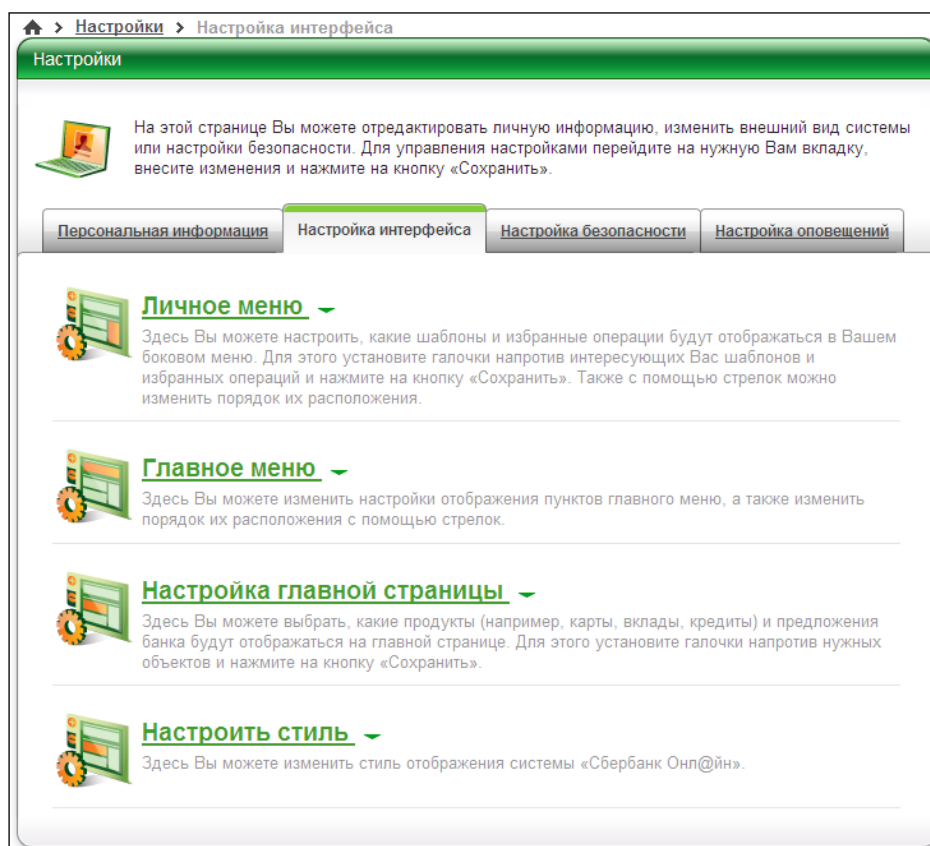 Настройки > Настройка интерфейса
Настройки
На этой странице Вы можете отредактировать личную информацию, изменить внешний вид системы
или настройки безопасности. Для управления настройками перейдите на нужную Вам вкладку,
внесите изменения и нажмите на кнопку «Сохранить».
Персональная информация Настройка интерфейса Настройка безопасности Настройка оповещений
Личное меню
Здесь Вы можете настроить, какие шаблоны и избранные операции будут отображаться в Вашем
боковом меню. Для этого установите галочки напротив интересующих Вас шаблонов и
избранных операций и нажмите на кнопку «Сохранить». Также с помощью стрелок можно
изменить порядок их расположения.
Главное меню
Здесь Вы можете изменить настройки отображения пунктов главного меню, а также изменить
порядок их расположения с помощью стрелок.
Настройка главной страницы
Здесь Вы можете выбрать, какие продукты (например, карты, вклады, кредиты) и предложения
банка будут отображаться на главной странице. Для этого установите галочки напротив нужных
объектов и нажмите на кнопку «Сохранить».
Настроить стиль
Здесь Вы можете изменить стиль отображения системы «Сбербанк Онл@йн».